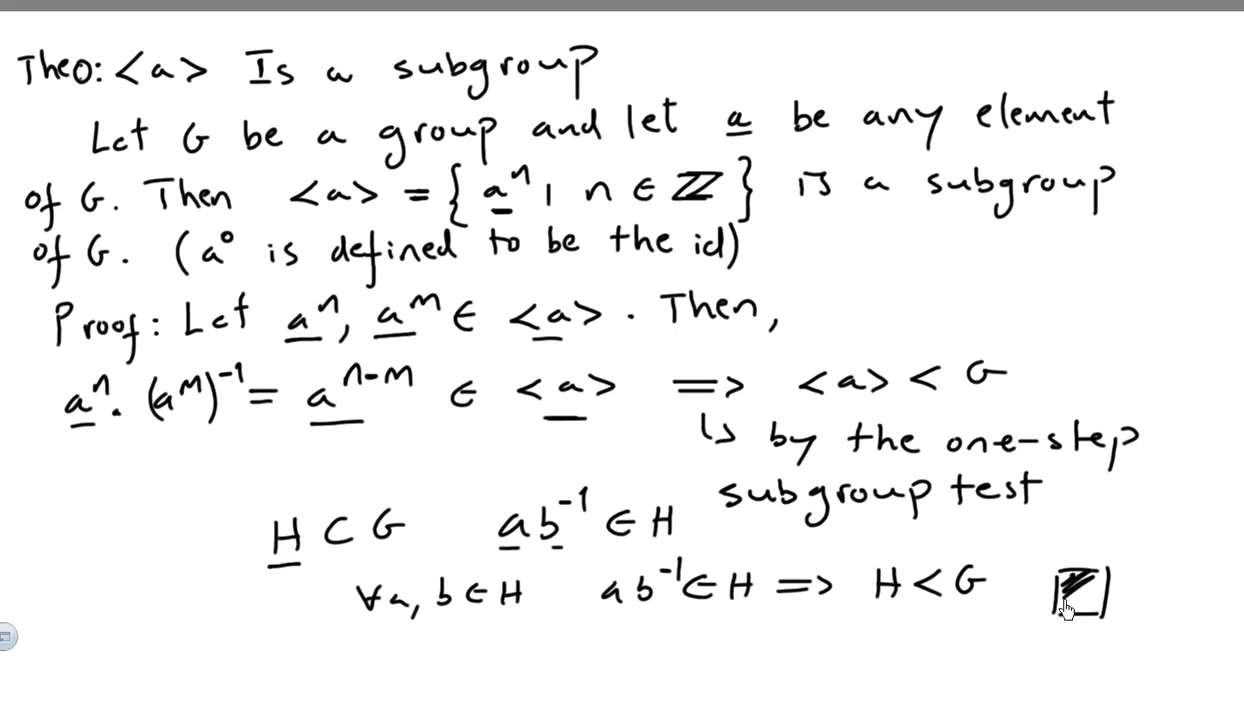 Theo: <a> Is a subgroup
Let G be a group and let a be any element
of G. Then <a> = { aⁿ | n ∈ ℤ } is a subgroup
of G. (a⁰ is defined to be the id)
Proof: Let aⁿ, aᵐ ∈ <a>. Then,
aⁿ. (aᵐ)⁻¹ = aⁿ⁻ᵐ ∈ <a> => <a> < G
↳ by the one-step
subgroup test
H ⊂ G ab⁻¹ ∈ H
∀a, b ∈ H ab⁻¹ ∈ H => H < G